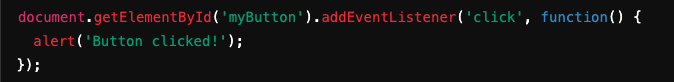 document.getElementById('myButton').addEventListener('click', function() {
  alert('Button clicked!');
});